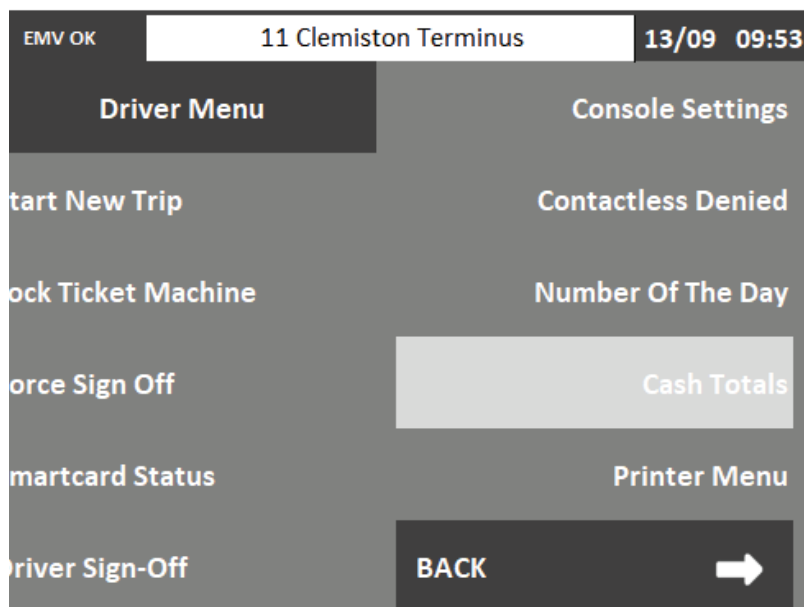 EMV OK 11 Clemiston Terminus 13/09 09:53
Driver Menu Console Settings
tart New Trip Contactless Denied
ock Ticket Machine Number Of The Day
orce Sign Off Cash Totals
martcard Status Printer Menu
river Sign-Off BACK